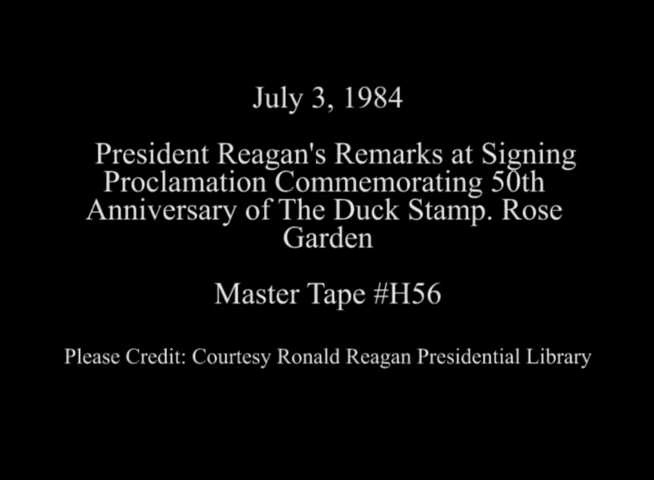 July 3, 1984
President Reagan's Remarks at Signing
Proclamation Commemorating 50th
Anniversary of The Duck Stamp. Rose
Garden
Master Tape #H56
Please Credit: Courtesy Ronald Reagan Presidential Library